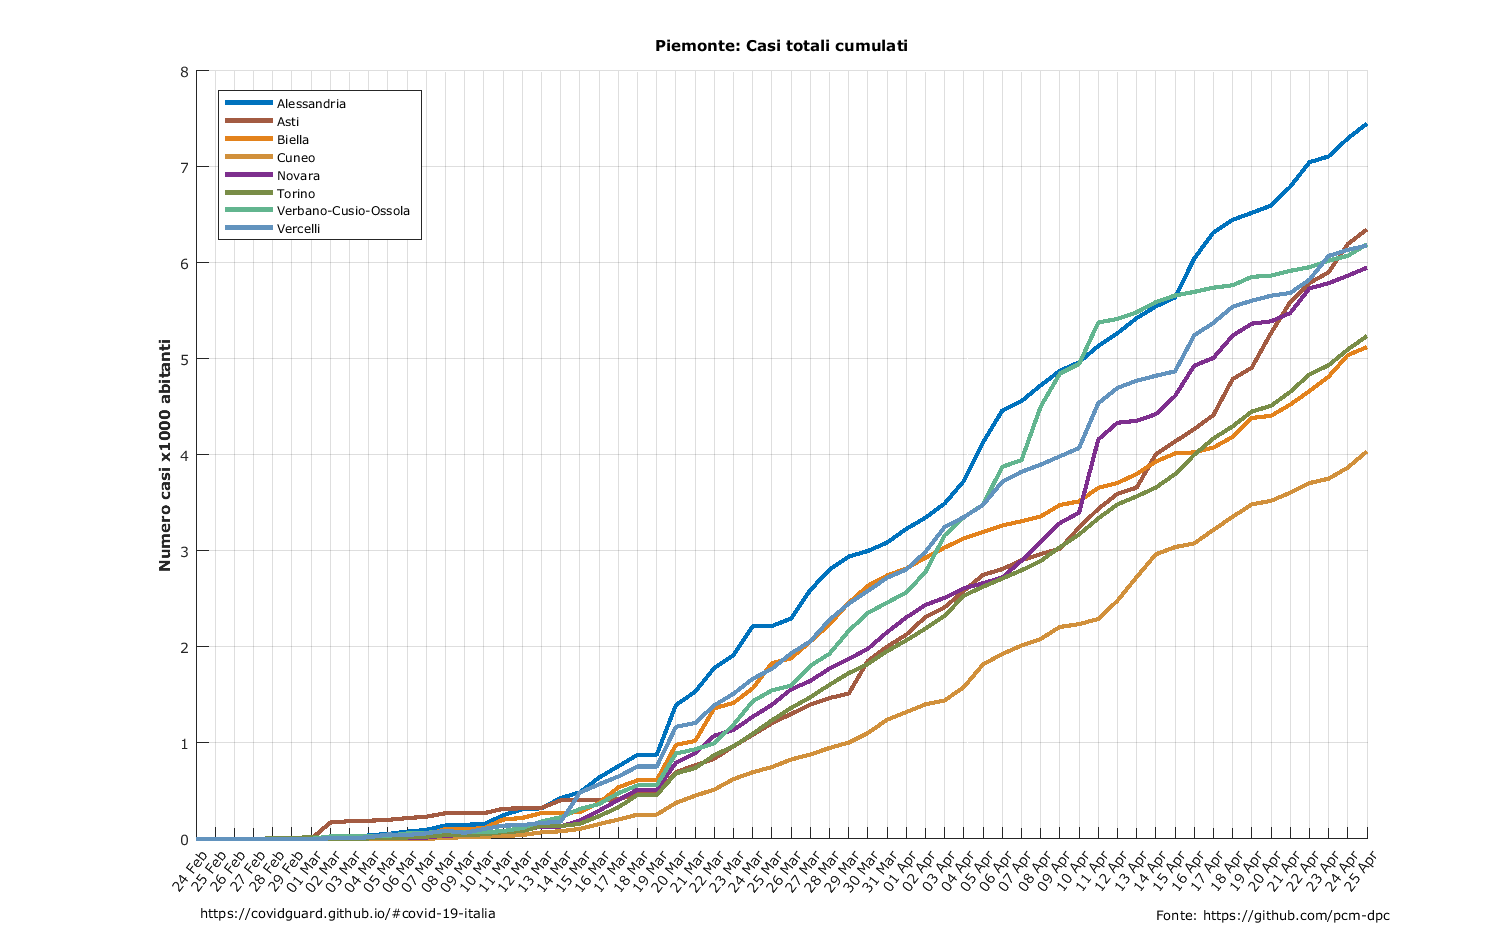 Piemonte: Casi totali cumulati
8
7
6
5
4
3
2
1
0
Numero casi x1000 abitanti
Alessandria
Asti
Biella
Cuneo
Novara
Torino
Verbano-Cusio-Ossola
Vercelli
24 Feb
25 Feb
26 Feb
27 Feb
28 Feb
29 Feb
01 Mar
02 Mar
03 Mar
04 Mar
05 Mar
06 Mar
07 Mar
08 Mar
09 Mar
10 Mar
11 Mar
12 Mar
13 Mar
14 Mar
15 Mar
16 Mar
17 Mar
18 Mar
19 Mar
20 Mar
21 Mar
22 Mar
23 Mar
24 Mar
25 Mar
26 Mar
27 Mar
28 Mar
29 Mar
30 Mar
31 Mar
01 Apr
02 Apr
03 Apr
04 Apr
05 Apr
06 Apr
07 Apr
08 Apr
09 Apr
10 Apr
11 Apr
12 Apr
13 Apr
14 Apr
15 Apr
16 Apr
17 Apr
18 Apr
19 Apr
20 Apr
21 Apr
22 Apr
23 Apr
24 Apr
25 Apr
https://covidguard.github.io/#covid-19-italia
Fonte: https://github.com/pcm-dpc